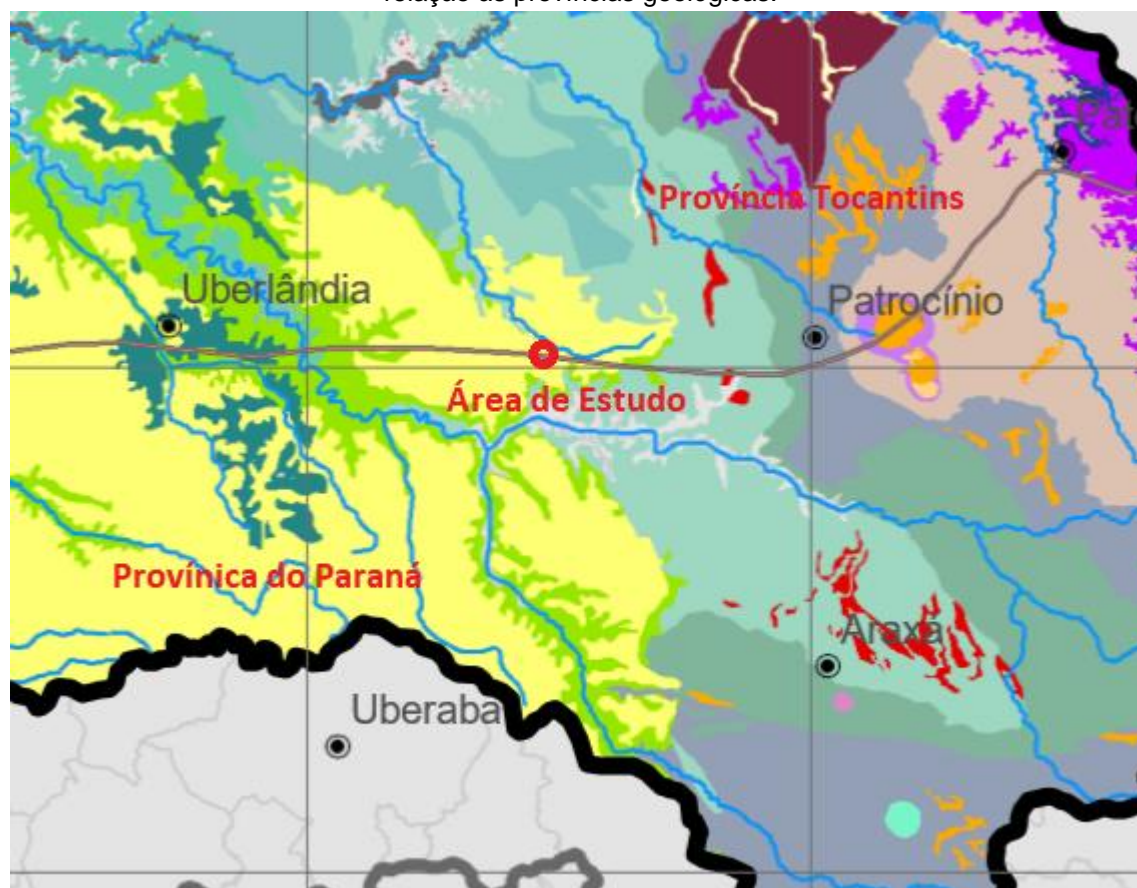 relação às províncias geológicas.
Província Tocantins
Uberlândia
Patrocínio
Área de Estudo
Provínica do Paraná
Araxá
Uberaba